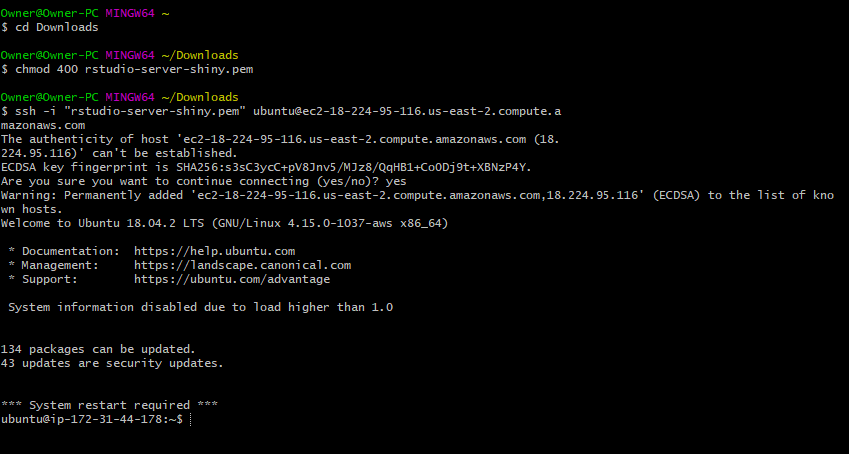 Owner@Owner-PC MINGW64 ~
$ cd Downloads
Owner@Owner-PC MINGW64 ~/Downloads
$ chmod 400 rstudio-server-shiny.pem
Owner@Owner-PC MINGW64 ~/Downloads
$ ssh -i "rstudio-server-shiny.pem" ubuntu@ec2-18-224-95-116.us-east-2.compute.a
mazonaws.com
The authenticity of host 'ec2-18-224-95-116.us-east-2.compute.amazonaws.com (18.
224.95.116)' can't be established.
ECDSA key fingerprint is SHA256:s3sC3ycC+pV8Jnv5/MJz8/QqHB1+CoODj9t+XBNzP4Y.
Are you sure you want to continue connecting (yes/no)? yes
Warning: Permanently added 'ec2-18-224-95-116.us-east-2.compute.amazonaws.com,18.224.95.116' (ECDSA) to the list of kno
wn hosts.
Welcome to Ubuntu 18.04.2 LTS (GNU/Linux 4.15.0-1037-aws x86_64)
* Documentation:  https://help.ubuntu.com
* Management:     https://landscape.canonical.com
* Support:        https://ubuntu.com/advantage
System information disabled due to load higher than 1.0
134 packages can be updated.
43 updates are security updates.
*** System restart required ***
ubuntu@ip-172-31-44-178:~$